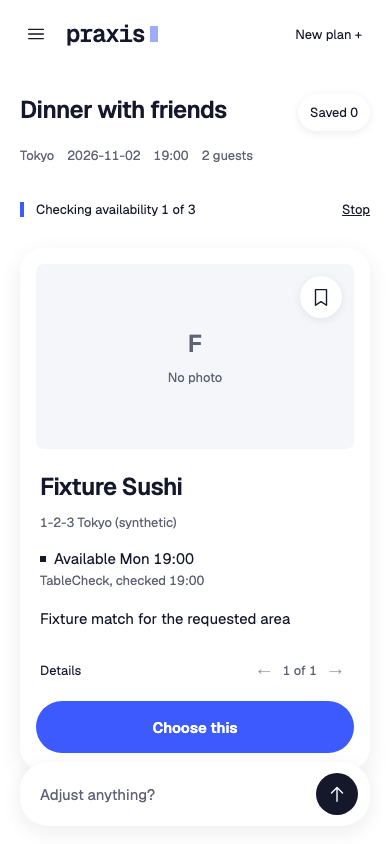 praxis
New plan +
Dinner with friends
Saved 0
Tokyo 2026-11-02 19:00 2 guests
Checking availability 1 of 3
Stop
F
No photo
Fixture Sushi
1-2-3 Tokyo (synthetic)
Available Mon 19:00
TableCheck, checked 19:00
Fixture match for the requested area
Details
← 1 of 1 →
Choose this
Adjust anything?